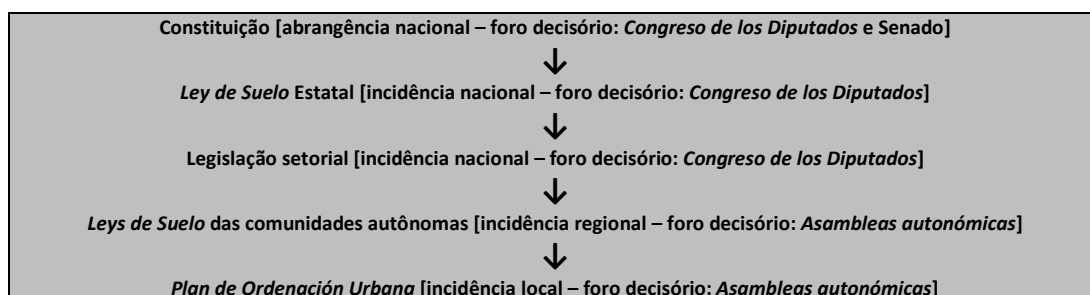 Constituição [abrangência nacional – foro decisório: Congreso de los Diputados e Senado]
Ley de Suelo Estatal [incidência nacional – foro decisório: Congreso de los Diputados]
Legislação setorial [incidência nacional – foro decisório: Congreso de los Diputados]
Leys de Suelo das comunidades autônomas [incidência regional – foro decisório: Asambleas autonómicas]
Plan de Ordenación Urbana [incidência local – foro decisório: Asambleas autonómicas]